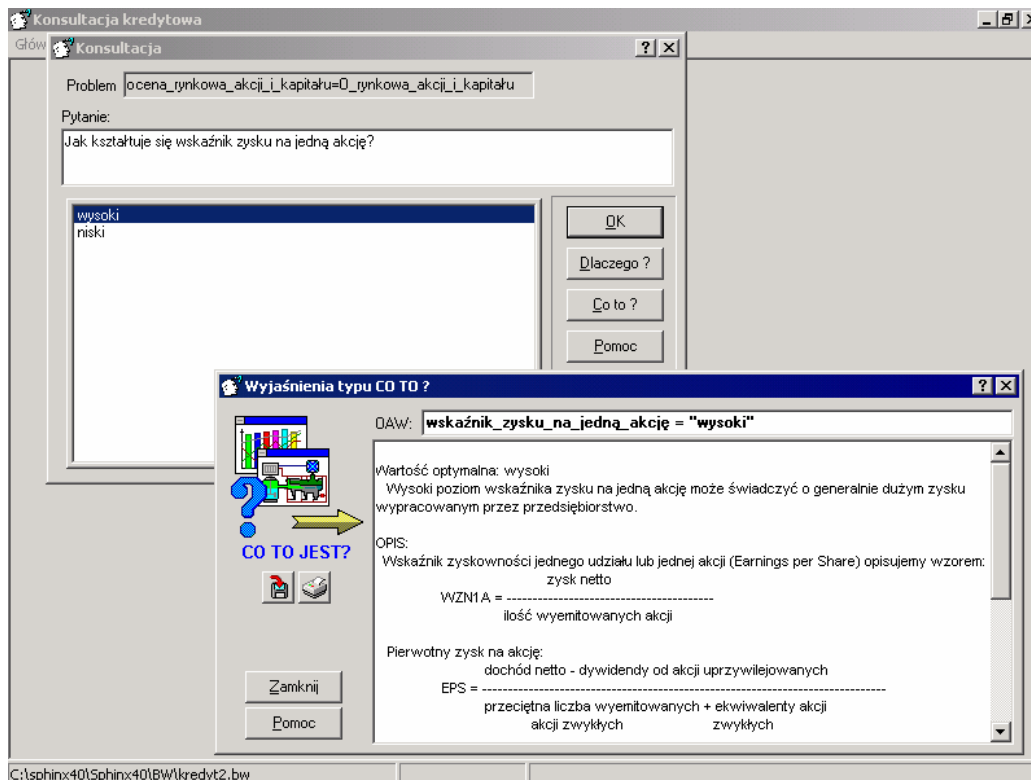 Konsultacja kredytowa
Głów
Konsultacja
Problem ocena_rynkowa_akcji_i_kapitału=O_rynkowa_akcji_i_kapitału
Pytanie:
Jak kształtuje się wskaźnik zysku na jedną akcję?
wysoki
niski
OK
Dlaczego ?
Co to ?
Pomoc
Wyjaśnienia typu CO TO ?
OAW: wskaźnik_zysku_na_jedną_akcję = "wysoki"
Wartość optymalna: wysoki
Wysoki poziom wskaźnika zysku na jedną akcję może świadczyć o generalnie dużym zysku
wypracowanym przez przedsiębiorstwo.
OPIS:
Wskaźnik zyskowności jednego udziału lub jednej akcji (Earnings per Share) opisujemy wzorem:
zysk netto
WZN1A = ----------------------------------------
ilość wyemitowanych akcji
Pierwotny zysk na akcję:
dochód netto - dywidendy od akcji uprzywilejowanych
EPS = ------------------------------------------------------------------------------
przeciętna liczba wyemitowanych + ekwiwalenty akcji
akcji zwykłych zwykłych
CO TO JEST?
Zamknij
Pomoc
C:\sphinx40\Sphinx40\BW\kredyt2.bw